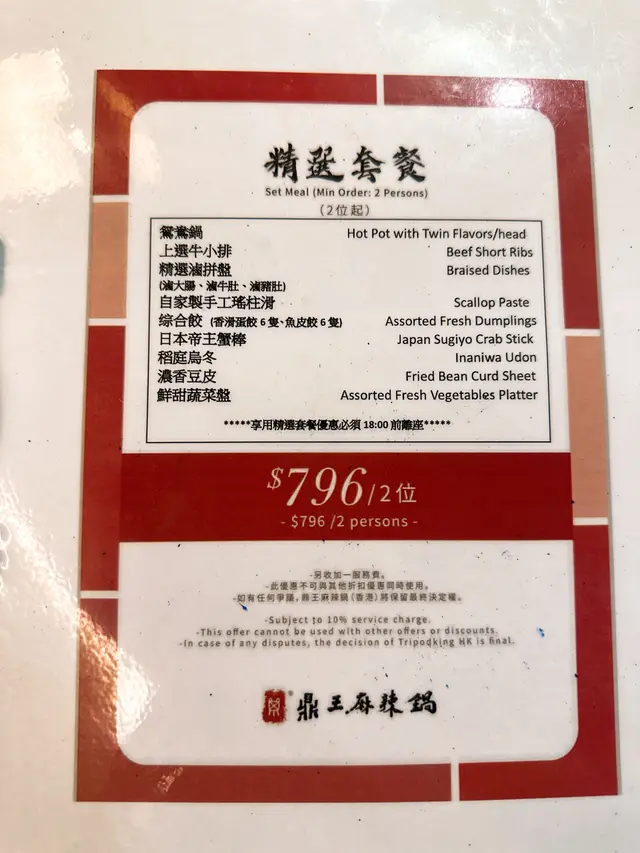 精選套餐
Set Meal (Min Order: 2 Persons)
(2位起)
鴛鴦鍋 Hot Pot with Twin Flavors/head
上選牛小排 Beef Short Ribs
精選滷拼盤 Braised Dishes
(滷大腸、滷牛肚、滷豬肚)
自家製手工瑤柱滑 Scallop Paste
綜合餃 (香滑蛋餃 6 隻、魚皮餃 6 隻) Assorted Fresh Dumplings
日本帝王蟹棒 Japan Sugiyo Crab Stick
稻庭烏冬 Inaniwa Udon
濃香豆皮 Fried Bean Curd Sheet
鮮甜蔬菜盤 Assorted Fresh Vegetables Platter
*****享用精選套餐優惠必須 18:00 前離座*****
$796/2位
- $796 /2 persons -
-另收加一服務費。
-此優惠不可與其他折扣優惠同時使用。
-如有任何爭議，鼎王麻辣鍋(香港)將保留最終決定權。
-Subject to 10% service charge.
-This offer cannot be used with other offers or discounts.
-In case of any disputes, the decision of Tripodking HK is final.
鼎王麻辣鍋